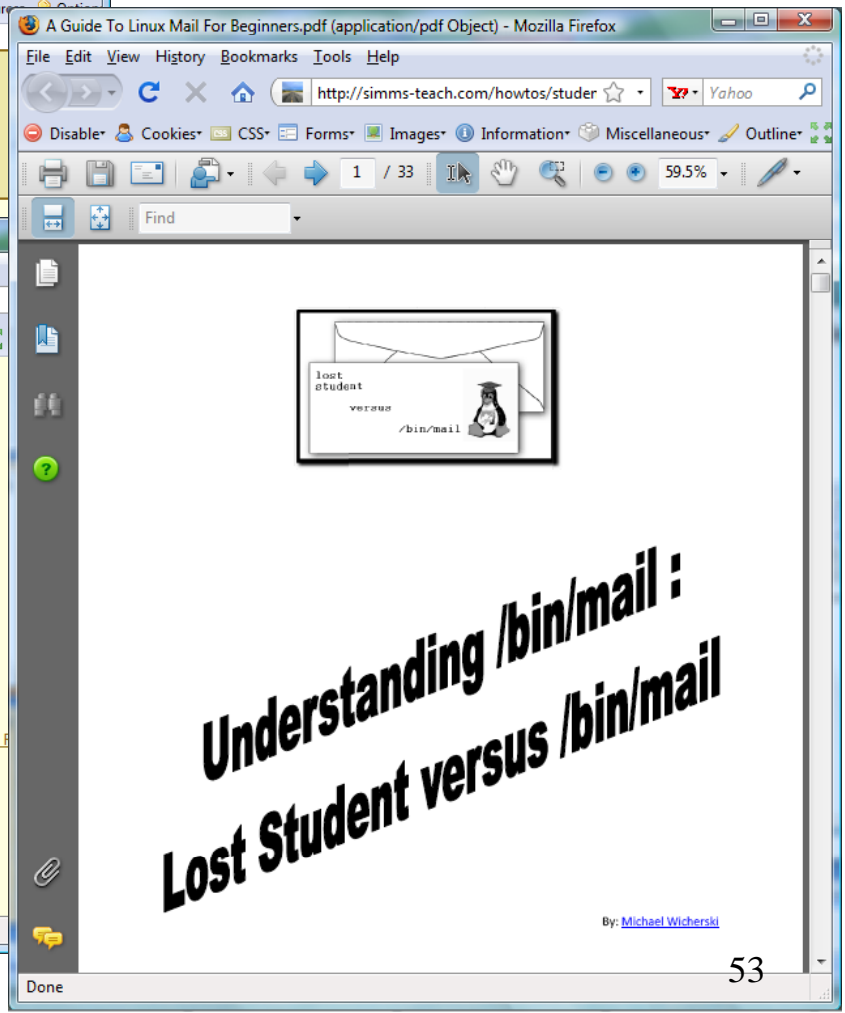 A Guide To Linux Mail For Beginners.pdf (application/pdf Object) - Mozilla Firefox
File Edit View History Bookmarks Tools Help
http://simms-teach.com/howtos/studer Yahoo
Disable Cookies CSS Forms Images Information Miscellaneous Outline
1 / 33 59.5%
Find
lost
student
versus
/bin/mail
Understanding /bin/mail :
Lost Student versus /bin/mail
By: Michael Wicherski
53
Done